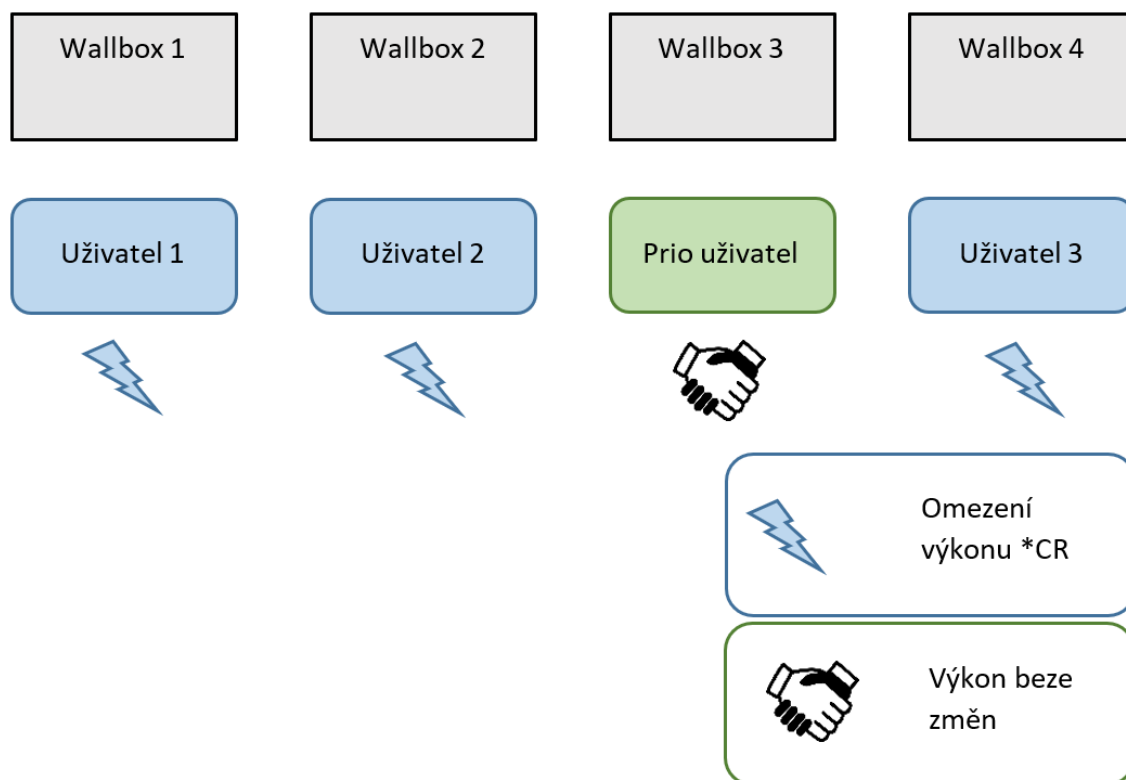 Wallbox 1
Wallbox 2
Wallbox 3
Wallbox 4
Uživatel 1
Uživatel 2
Prio uživatel
Uživatel 3
Omezení
výkonu *CR
Výkon beze
změn